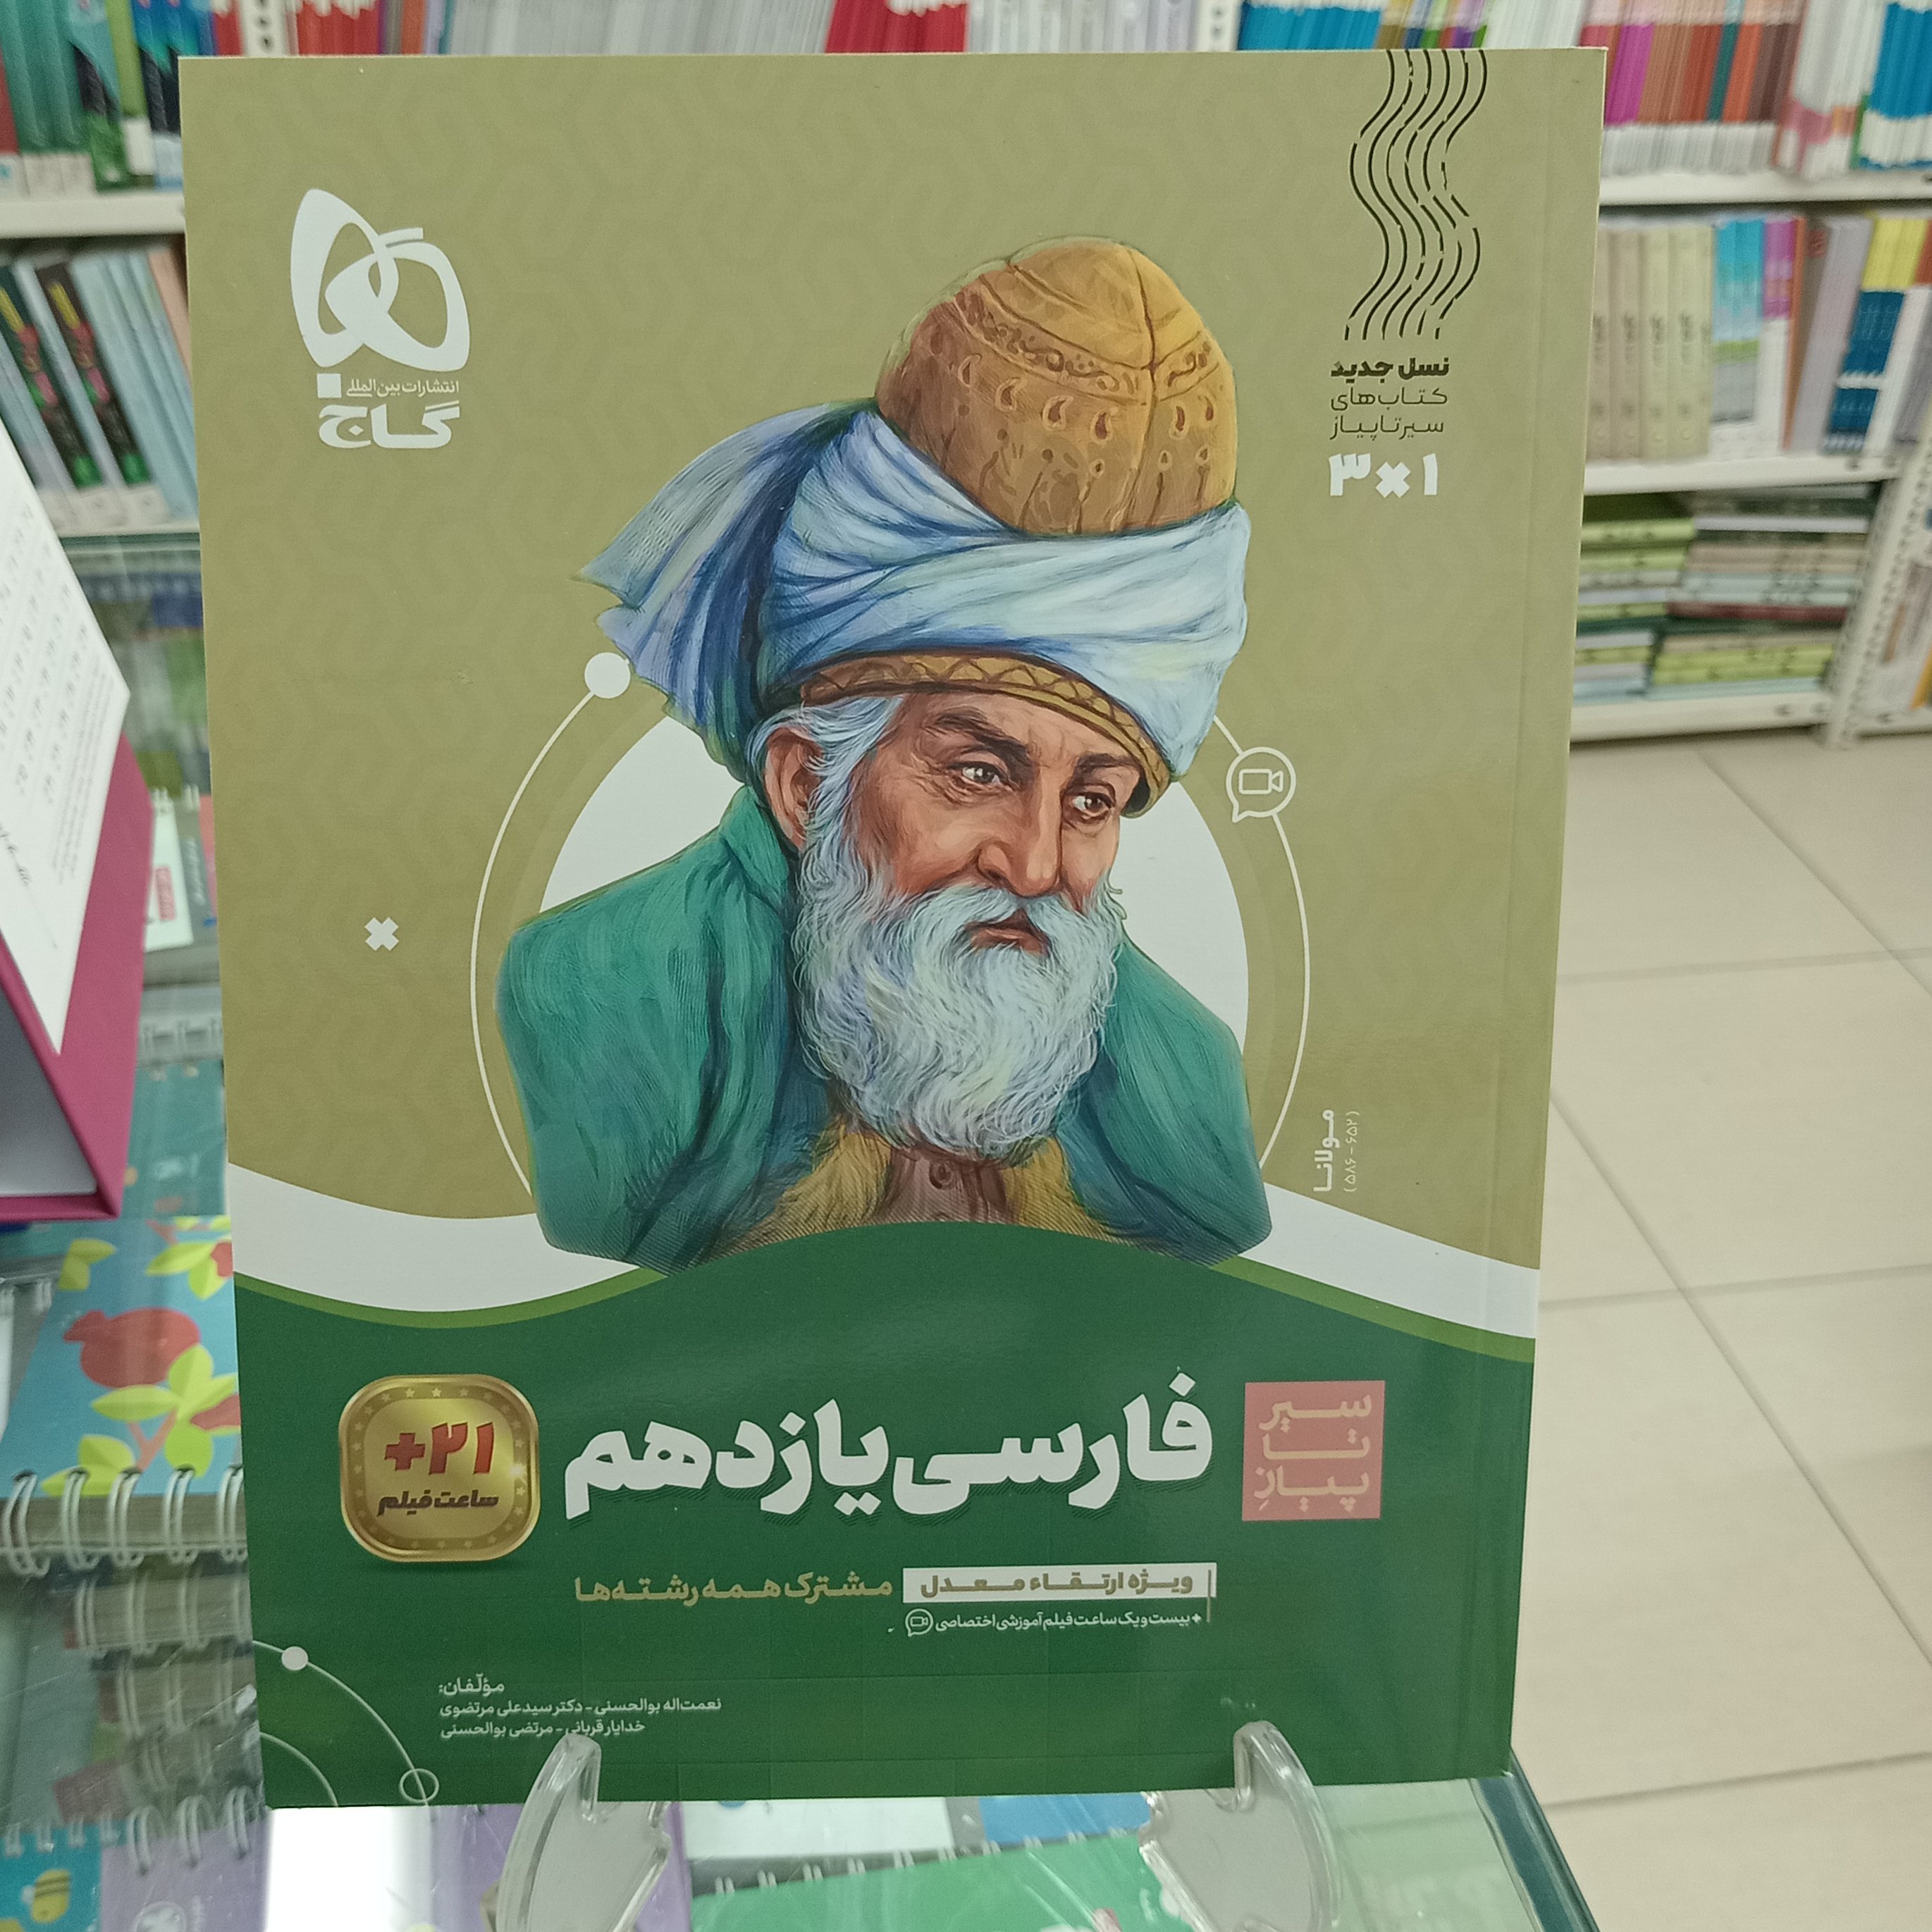 نسل جدید
کتاب‌های
سیر تا پیاز
۳×۱
انتشارات بین‌المللی
گاج
مولانا
(۵۸۶ - ۶۵۲)
سیر
تا
پیاز
فارسی یازدهم
+۲۱
ساعت فیلم
ویژه ارتقاء معدل
مشترک همه رشته‌ها
+ بیست و یک ساعت فیلم آموزشی اختصاصی
مؤلّفان:
نعمت‌اله بوالحسنی - دکتر سیدعلی مرتضوی
خدایار قربانی - مرتضی بوالحسنی